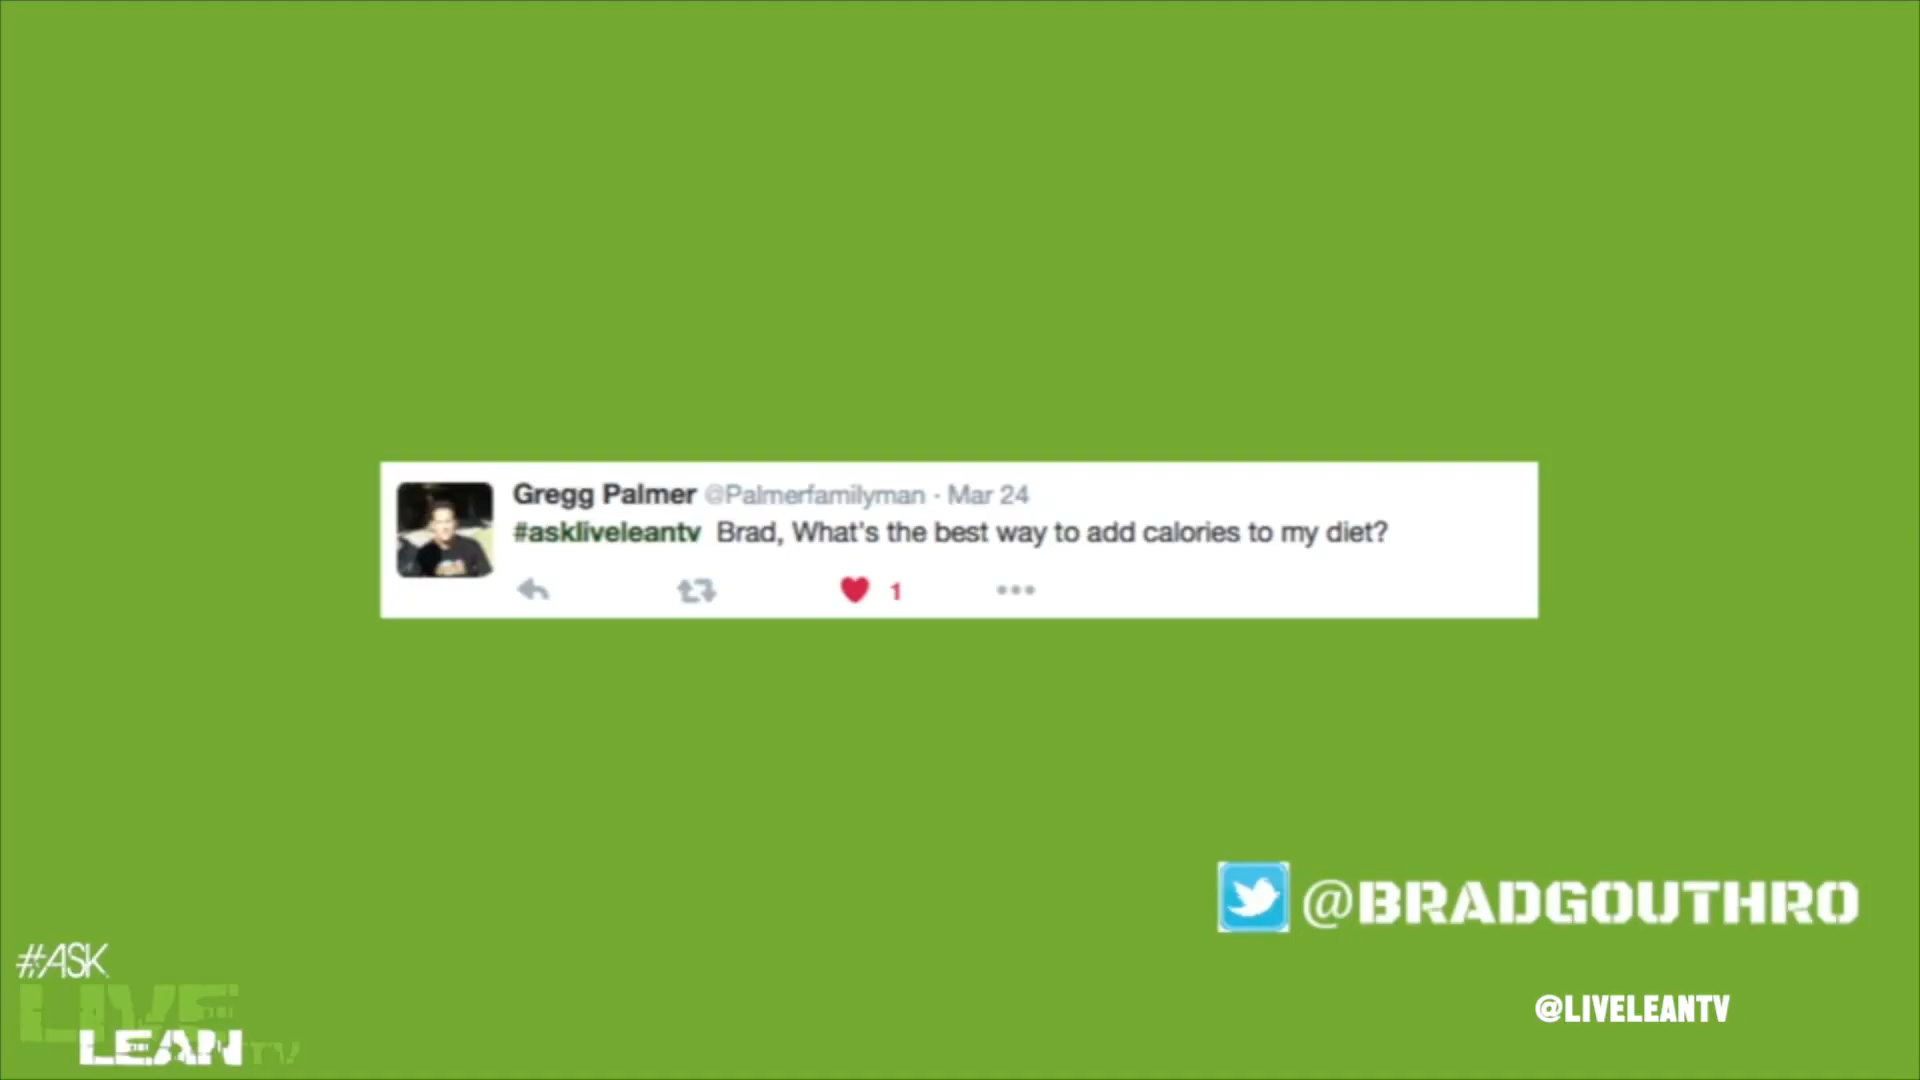 Gregg Palmer @Palmerfamilyman · Mar 24
#askliveleantv Brad, What's the best way to add calories to my diet?
1
@BRADGOUTHRO
#ASK
LIVE
LEAN TV
@LIVELEANTV